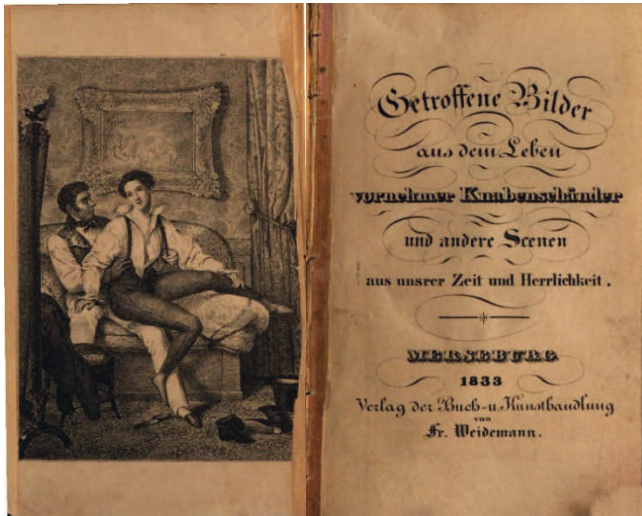 Getroffene Bilder
aus dem Leben
vornehmer Knabenschänder
und andere Scenen
aus unsrer Zeit und Herrlichkeit.
MERSEBURG
1833
Verlag der Buch-u. Kunsthandlung
von
Fr. Weidemann.